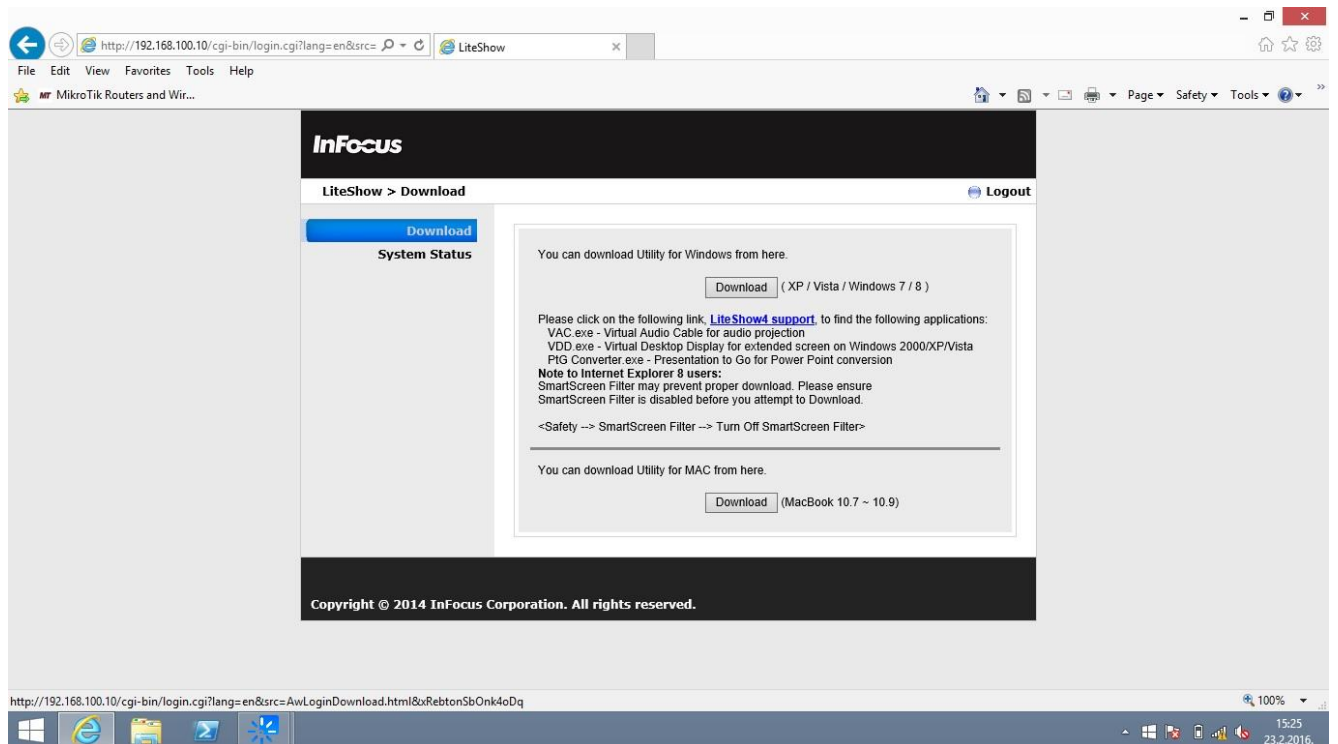 http://192.168.100.10/cgi-bin/login.cgi?lang=en&src=
LiteShow
File Edit View Favorites Tools Help
MikroTik Routers and Wir...
Page Safety Tools
InFocus
LiteShow > Download
Logout
Download
System Status
You can download Utility for Windows from here.
Download ( XP / Vista / Windows 7 / 8 )
Please click on the following link, LiteShow4 support, to find the following applications:
VAC.exe - Virtual Audio Cable for audio projection
VDD.exe - Virtual Desktop Display for extended screen on Windows 2000/XP/Vista
PtG Converter.exe - Presentation to Go for Power Point conversion
Note to Internet Explorer 8 users:
SmartScreen Filter may prevent proper download. Please ensure
SmartScreen Filter is disabled before you attempt to Download.
<Safety --> SmartScreen Filter --> Turn Off SmartScreen Filter>
You can download Utility for MAC from here.
Download (MacBook 10.7 ~ 10.9)
Copyright © 2014 InFocus Corporation. All rights reserved.
http://192.168.100.10/cgi-bin/login.cgi?lang=en&src=AwLoginDownload.html&xRebtonSbOnk4oDq
100%
15:25
23.2.2016.